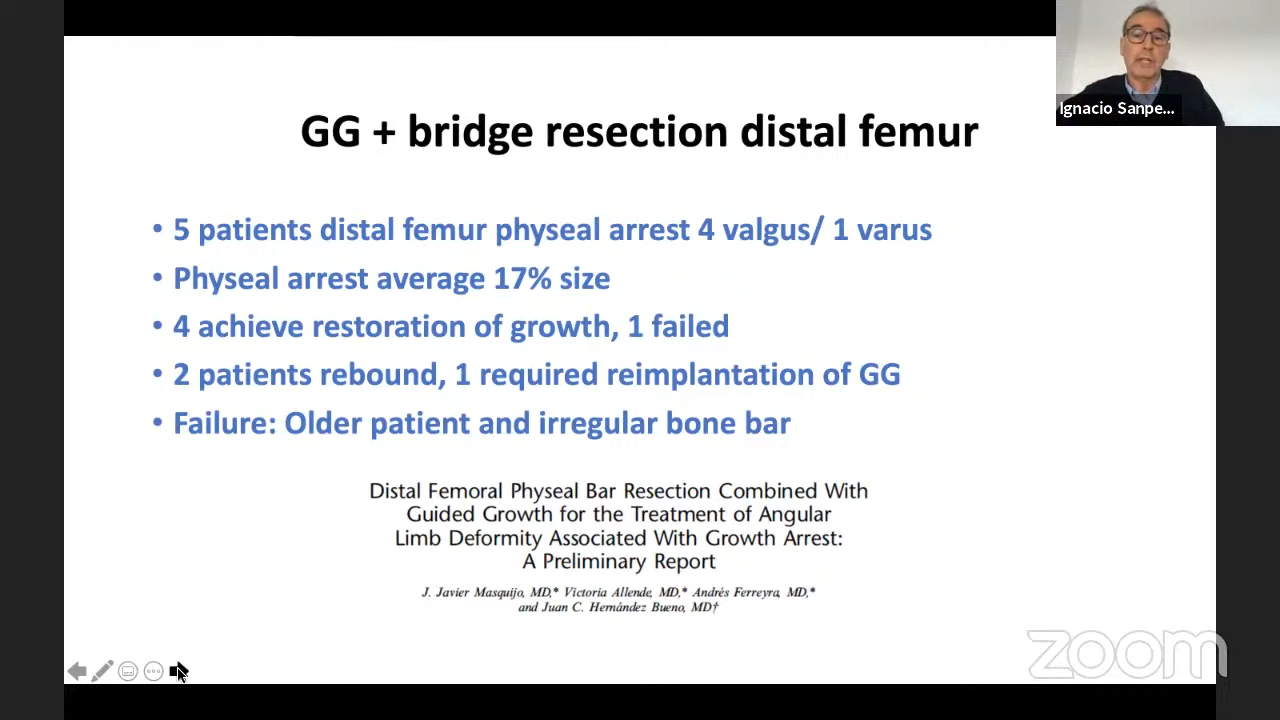 Ignacio Sanpe...
GG + bridge resection distal femur
• 5 patients distal femur physeal arrest 4 valgus/ 1 varus
• Physeal arrest average 17% size
• 4 achieve restoration of growth, 1 failed
• 2 patients rebound, 1 required reimplantation of GG
• Failure: Older patient and irregular bone bar
Distal Femoral Physeal Bar Resection Combined With
Guided Growth for the Treatment of Angular
Limb Deformity Associated With Growth Arrest:
A Preliminary Report
J. Javier Masquijo, MD,* Victoria Allende, MD,* Andrés Ferreyra, MD,*
and Juan C. Hernández Bueno, MD†
zoom